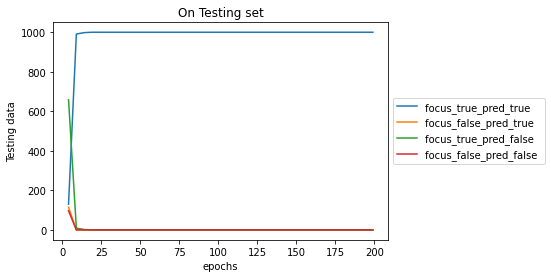 On Testing set
Testing data
1000
800
600
400
200
0
0 25 50 75 100 125 150 175 200
epochs
focus_true_pred_true
focus_false_pred_true
focus_true_pred_false
focus_false_pred_false